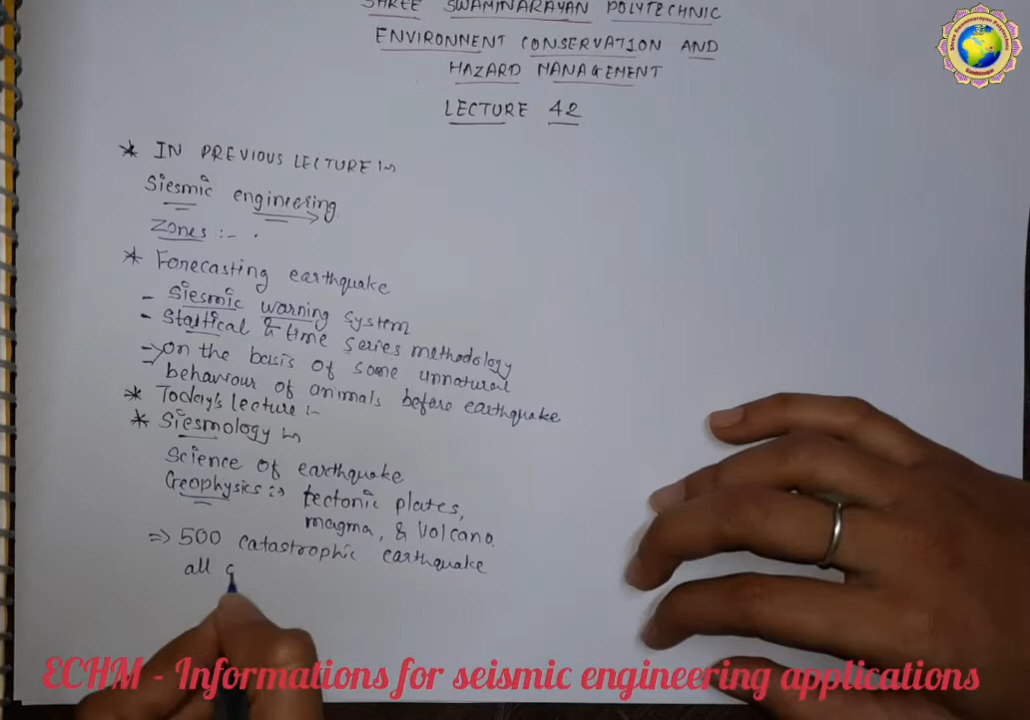 SHREE SWAMINARAYAN POLYTECHNIC
ENVIRONMENT CONSERVATION AND
HAZARD MANAGEMENT
LECTURE 42
* IN PREVIOUS LECTURE :-
Siesmic engineering
Zones :- .
* Forecasting earthquake
- Siesmic warning system
- Stastical & time series methodology
=> on the basis of some unnatural
behaviour of animals before earthquake
* Today's lecture :-
* Siesmology :-
Science of earthquake
Geophysics :-> tectonic plates,
magma, & Volcano.
=> 500 catastrophic earthquake
all
ECHM - Informations for seismic engineering applications